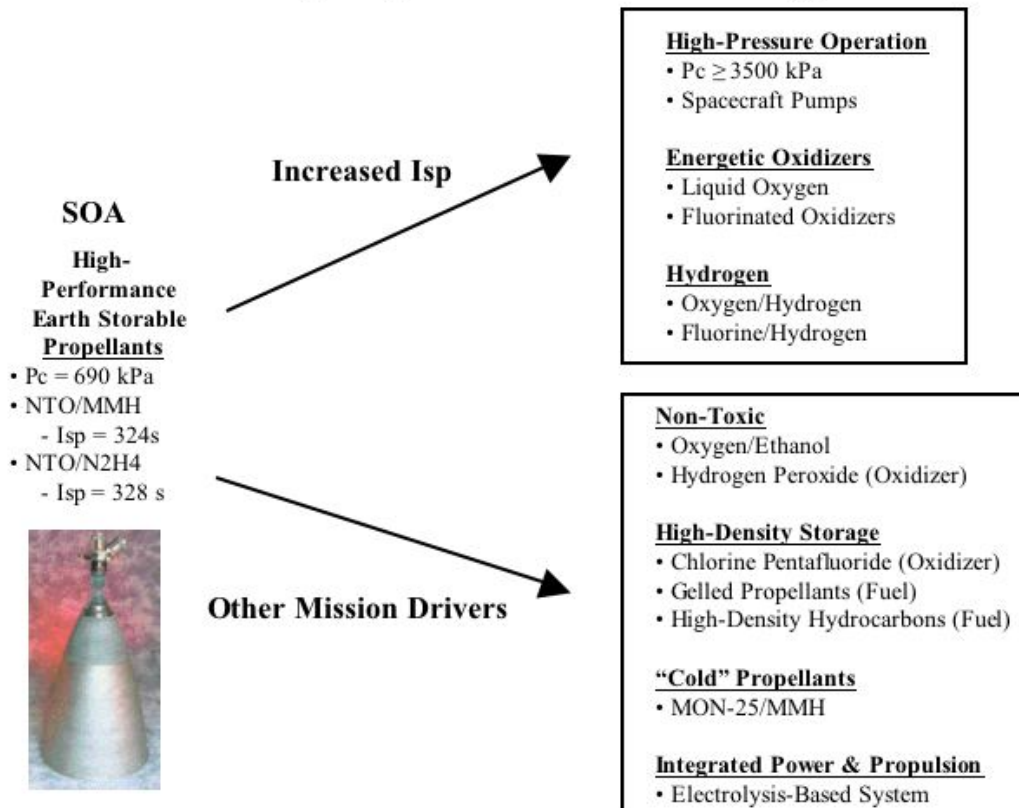 SOA
High-
Performance
Earth Storable
Propellants
• Pc = 690 kPa
• NTO/MMH
- Isp = 324s
• NTO/N2H4
- Isp = 328 s
Increased Isp
Other Mission Drivers
High-Pressure Operation
• Pc ≥ 3500 kPa
• Spacecraft Pumps
Energetic Oxidizers
• Liquid Oxygen
• Fluorinated Oxidizers
Hydrogen
• Oxygen/Hydrogen
• Fluorine/Hydrogen
Non-Toxic
• Oxygen/Ethanol
• Hydrogen Peroxide (Oxidizer)
High-Density Storage
• Chlorine Pentafluoride (Oxidizer)
• Gelled Propellants (Fuel)
• High-Density Hydrocarbons (Fuel)
“Cold” Propellants
• MON-25/MMH
Integrated Power & Propulsion
• Electrolysis-Based System